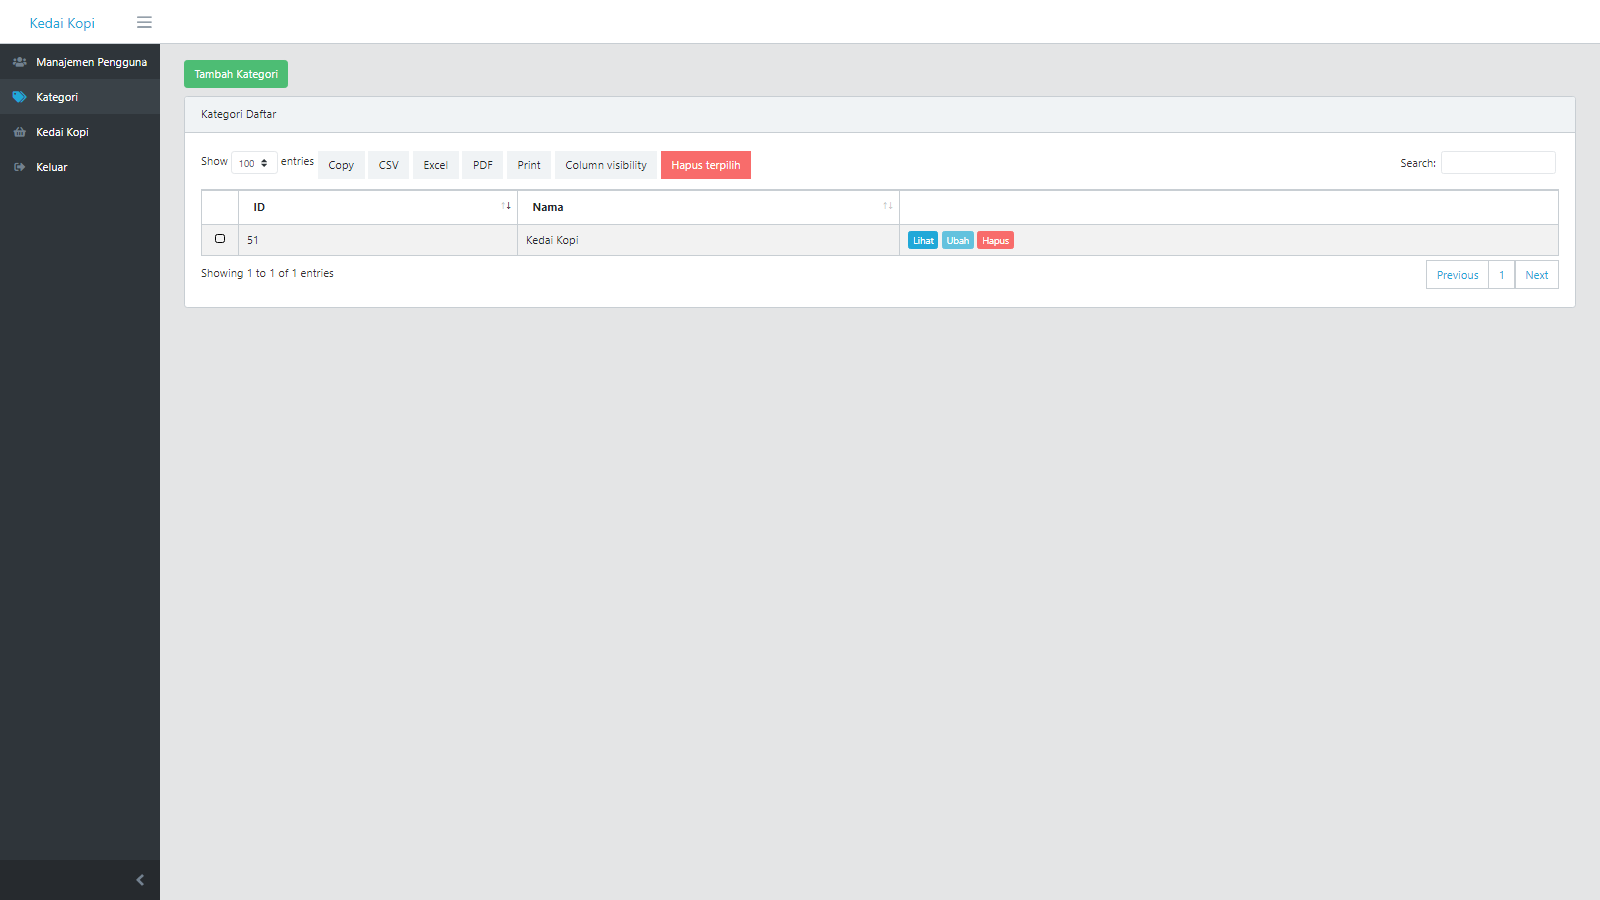 Kedai Kopi
Manajemen Pengguna
Kategori
Kedai Kopi
Keluar
Tambah Kategori
Kategori Daftar
Show 100 entries Copy CSV Excel PDF Print Column visibility Hapus terpilih Search:
ID Nama
51 Kedai Kopi Lihat Ubah Hapus
Showing 1 to 1 of 1 entries Previous 1 Next